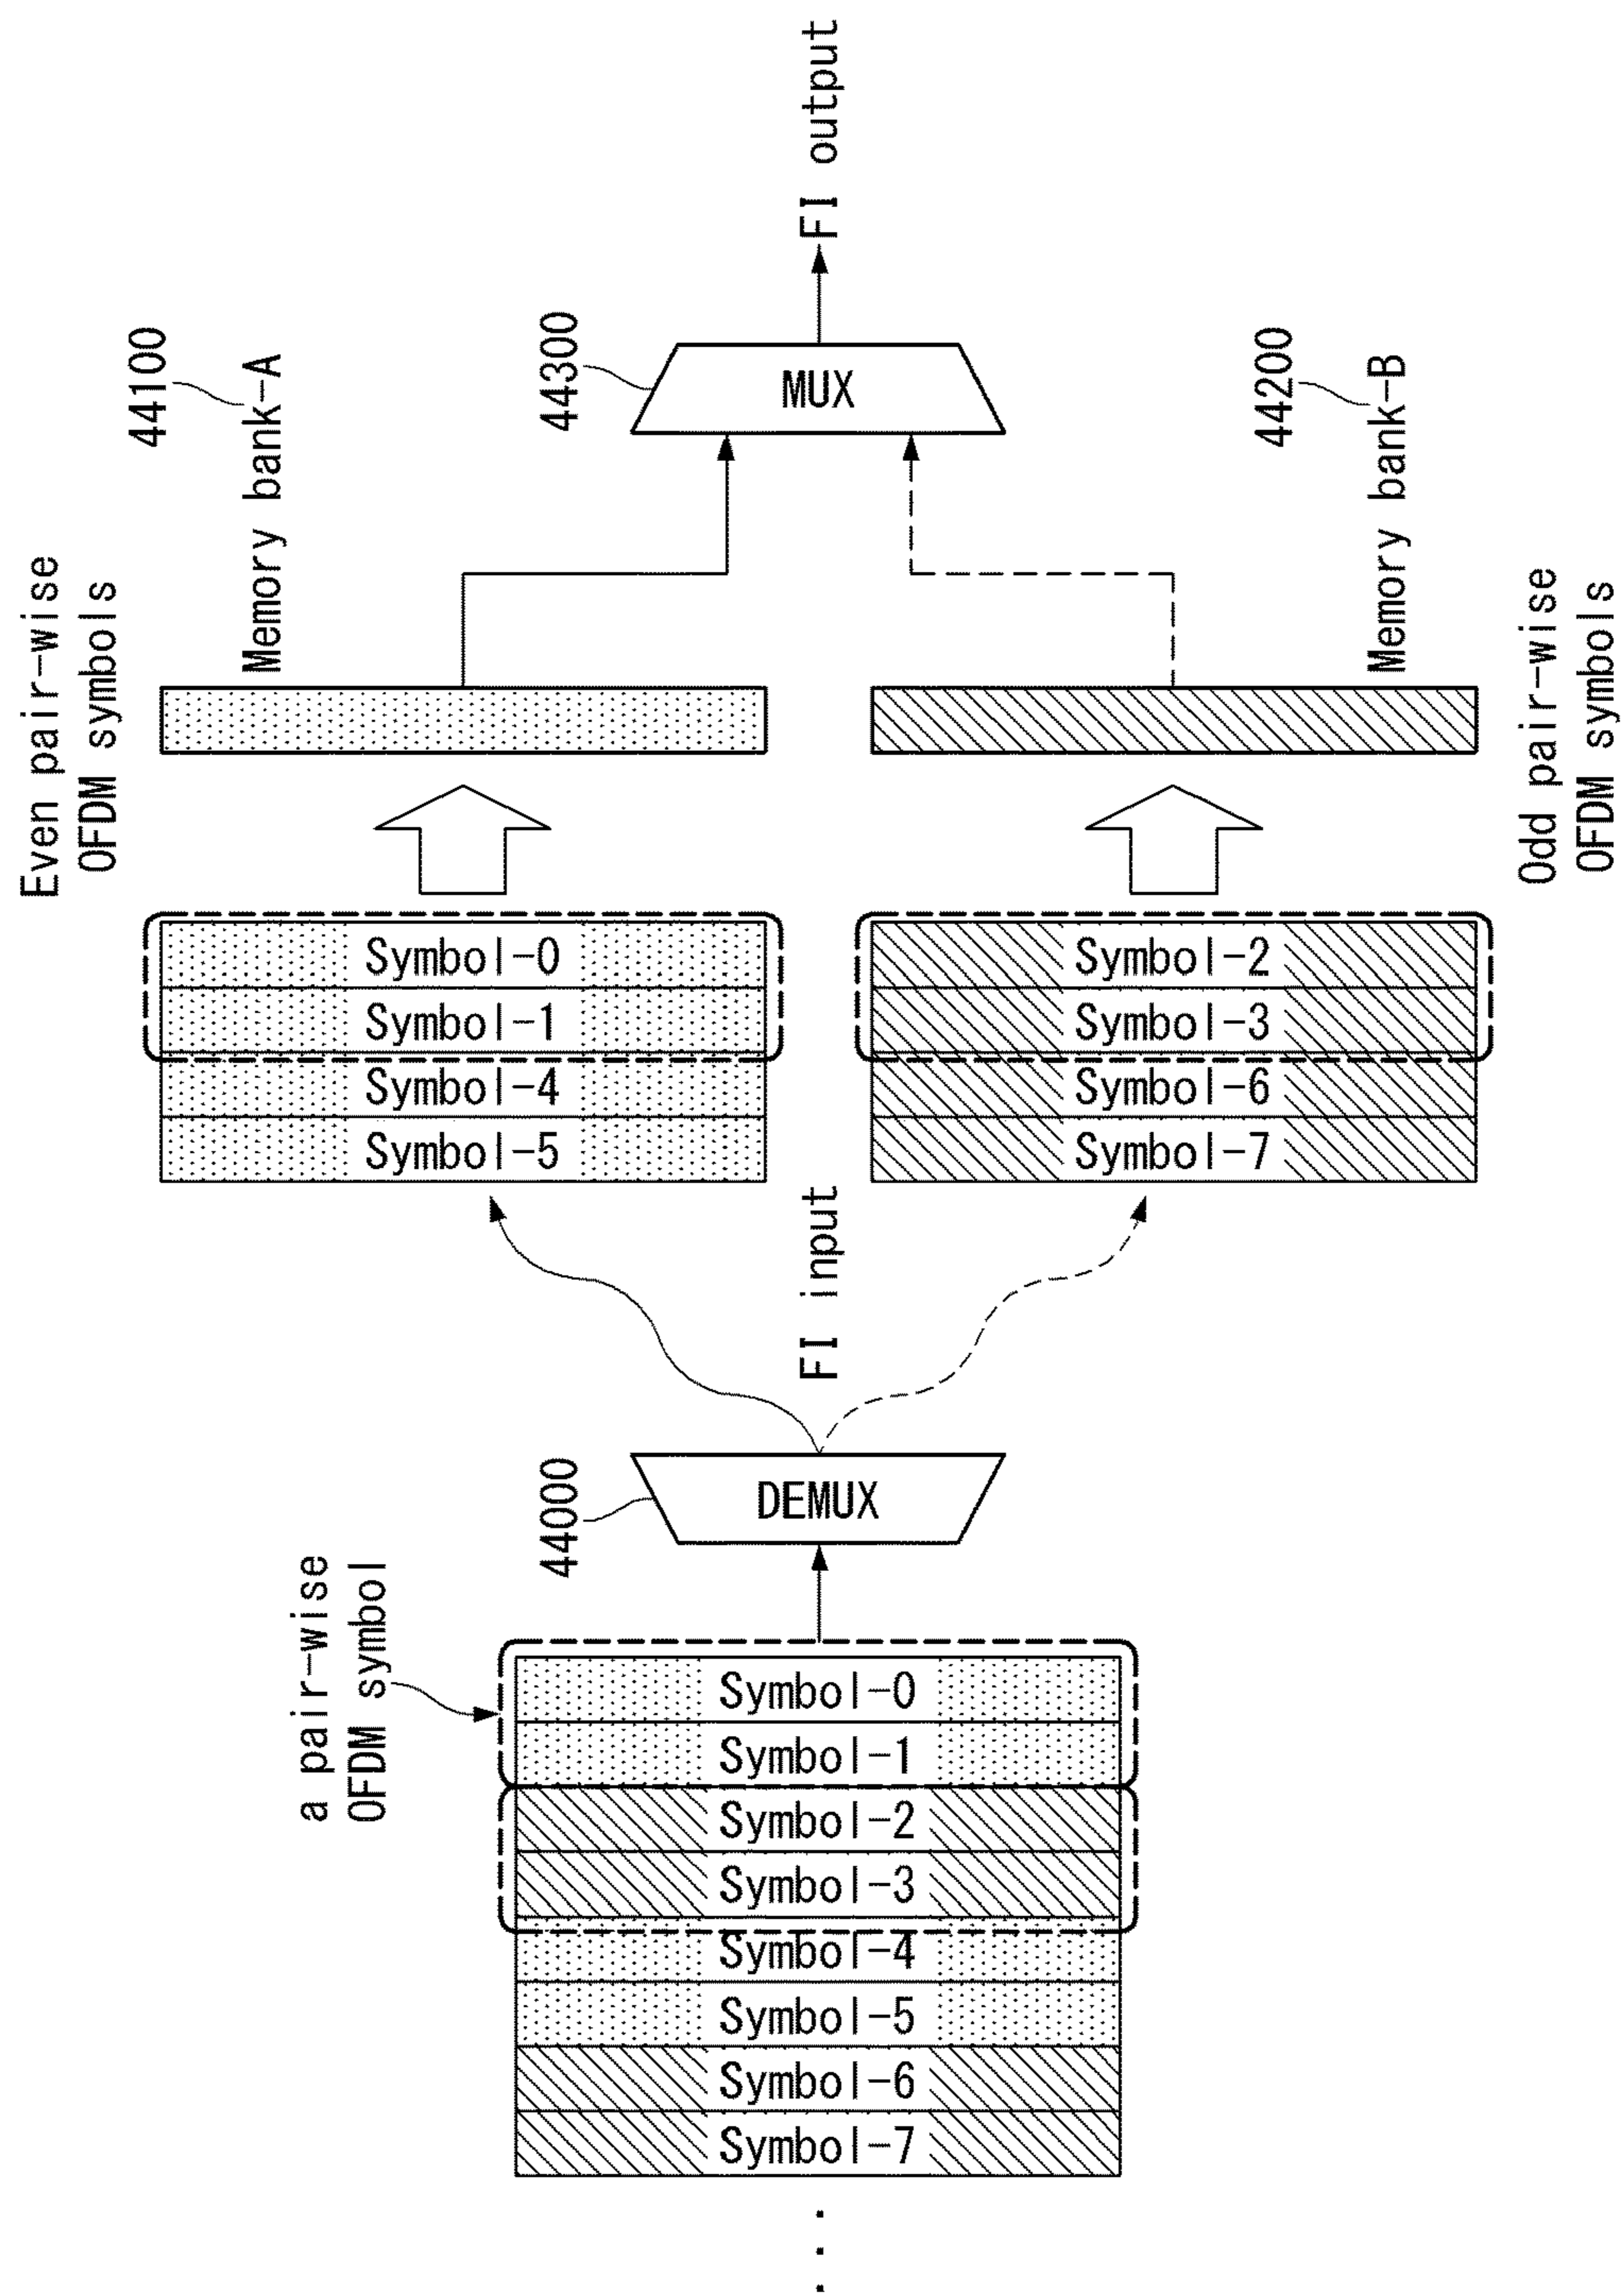 a pair-wise
OFDM symbol
Symbol-0
Symbol-1
Symbol-2
Symbol-3
Symbol-4
Symbol-5
Symbol-6
Symbol-7
. . .
44000
DEMUX
FI input
Even pair-wise
OFDM symbols
Symbol-0
Symbol-1
Symbol-4
Symbol-5
44100
Memory bank-A
Symbol-2
Symbol-3
Symbol-6
Symbol-7
Odd pair-wise
OFDM symbols
44200
Memory bank-B
44300
MUX
FI output